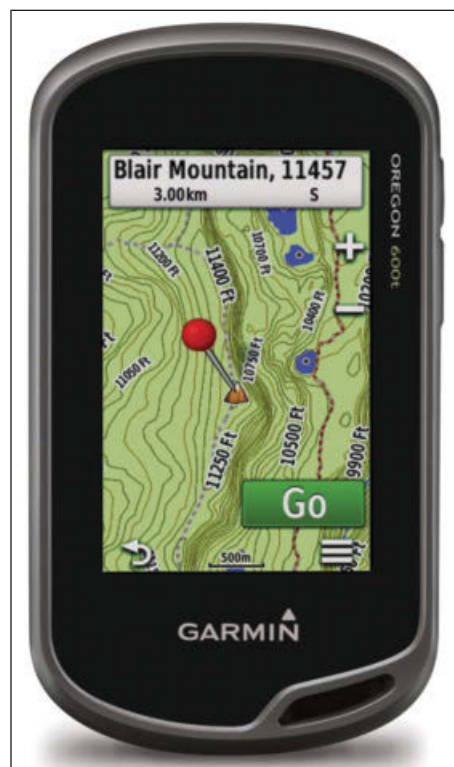 Blair Mountain, 11457
3.00km S
11200 Ft
11400 Ft
10700 Ft
11050 Ft
10400 Ft
10750 Ft
11250 Ft
10500 Ft
9900 Ft
Go
500m
GARMIN
OREGON 600t